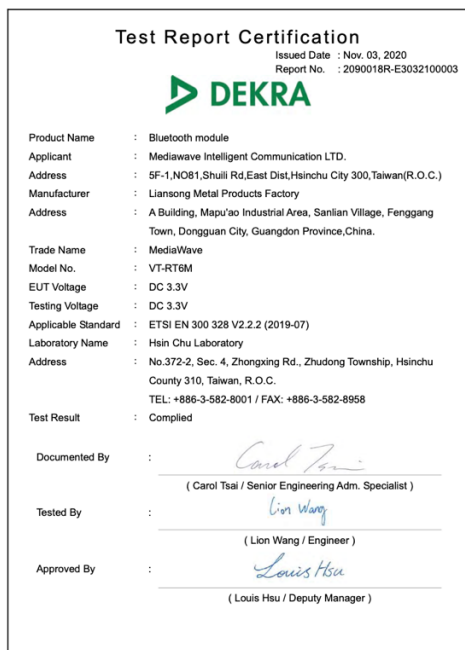 Test Report Certification
Issued Date : Nov. 03, 2020
Report No. : 2090018R-E3032100003
DEKRA
Product Name : Bluetooth module
Applicant : Mediawave Intelligent Communication LTD.
Address : 5F-1,NO81,Shuili Rd,East Dist,Hsinchu City 300,Taiwan(R.O.C.)
Manufacturer : Liansong Metal Products Factory
Address : A Building, Mapu'ao Industrial Area, Sanlian Village, Fenggang
Town, Dongguan City, Guangdon Province,China.
Trade Name : MediaWave
Model No. : VT-RT6M
EUT Voltage : DC 3.3V
Testing Voltage : DC 3.3V
Applicable Standard : ETSI EN 300 328 V2.2.2 (2019-07)
Laboratory Name : Hsin Chu Laboratory
Address : No.372-2, Sec. 4, Zhongxing Rd., Zhudong Township, Hsinchu
County 310, Taiwan, R.O.C.
TEL: +886-3-582-8001 / FAX: +886-3-582-8958
Test Result : Complied
Documented By : Carol Tsai
( Carol Tsai / Senior Engineering Adm. Specialist )
Tested By : Lion Wang
( Lion Wang / Engineer )
Approved By : Louis Hsu
( Louis Hsu / Deputy Manager )